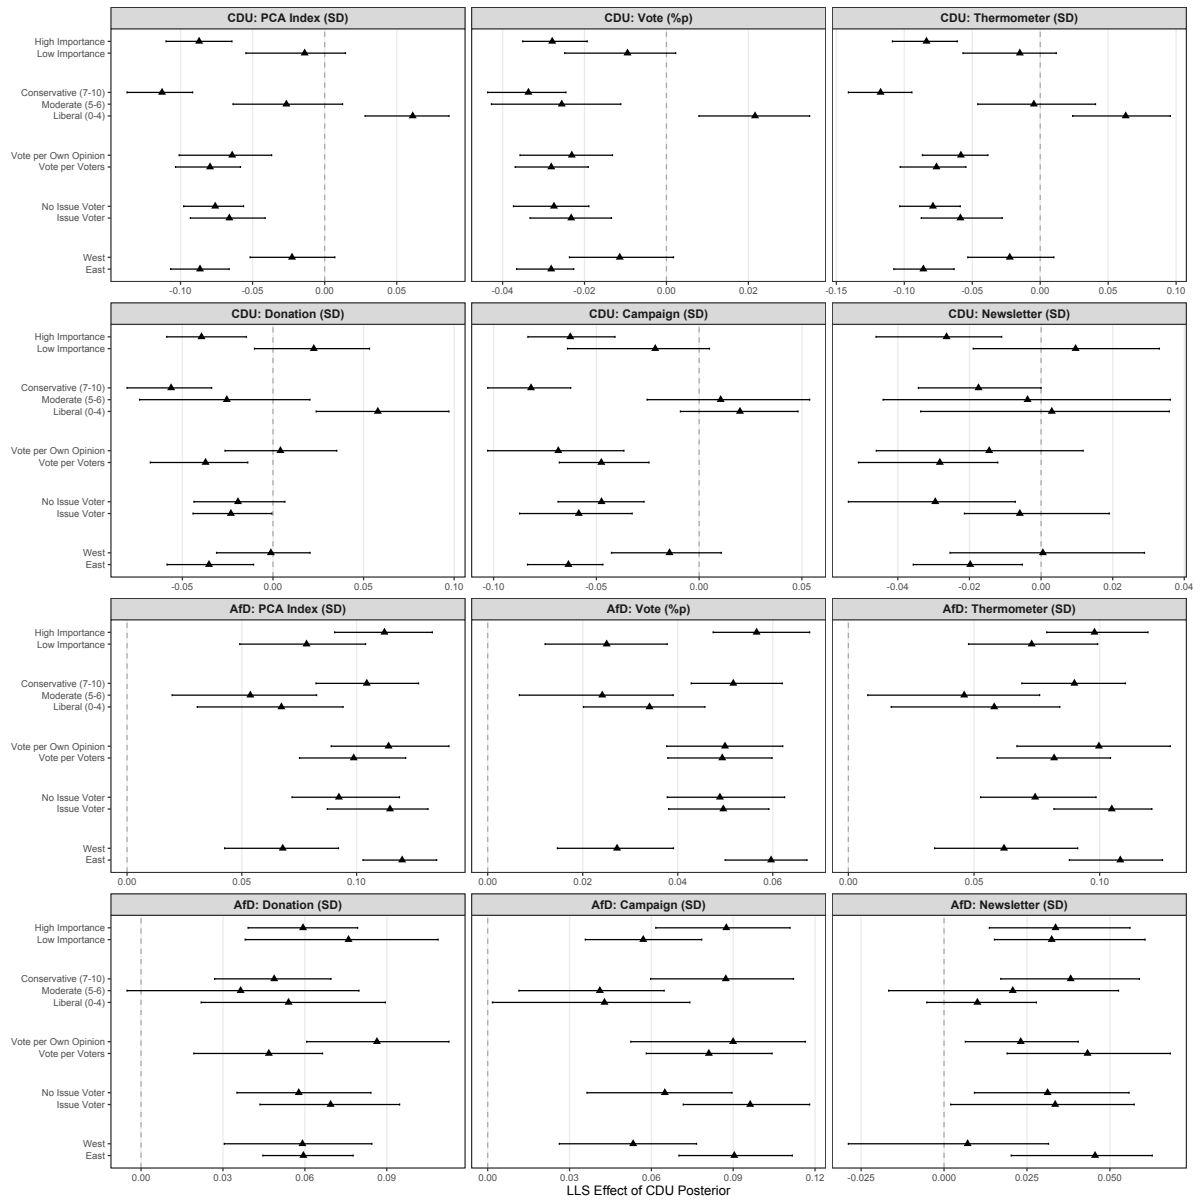 CDU: PCA Index (SD)
CDU: Vote (%p)
CDU: Thermometer (SD)
High Importance
Low Importance
Conservative (7-10)
Moderate (5-6)
Liberal (0-4)
Vote per Own Opinion
Vote per Voters
No Issue Voter
Issue Voter
West
East
-0.10 -0.05 0.00 0.05
-0.04 -0.02 0.00 0.02
-0.15 -0.10 -0.05 0.00 0.05 0.10
CDU: Donation (SD)
CDU: Campaign (SD)
CDU: Newsletter (SD)
High Importance
Low Importance
Conservative (7-10)
Moderate (5-6)
Liberal (0-4)
Vote per Own Opinion
Vote per Voters
No Issue Voter
Issue Voter
West
East
-0.05 0.00 0.05 0.10
-0.10 -0.05 0.00 0.05
-0.04 -0.02 0.00 0.02 0.04
AfD: PCA Index (SD)
AfD: Vote (%p)
AfD: Thermometer (SD)
High Importance
Low Importance
Conservative (7-10)
Moderate (5-6)
Liberal (0-4)
Vote per Own Opinion
Vote per Voters
No Issue Voter
Issue Voter
West
East
0.00 0.05 0.10
0.00 0.02 0.04 0.06
0.00 0.05 0.10
AfD: Donation (SD)
AfD: Campaign (SD)
AfD: Newsletter (SD)
High Importance
Low Importance
Conservative (7-10)
Moderate (5-6)
Liberal (0-4)
Vote per Own Opinion
Vote per Voters
No Issue Voter
Issue Voter
West
East
0.00 0.03 0.06 0.09
0.00 0.03 0.06 0.09 0.12
-0.025 0.000 0.025 0.050
LLS Effect of CDU Posterior